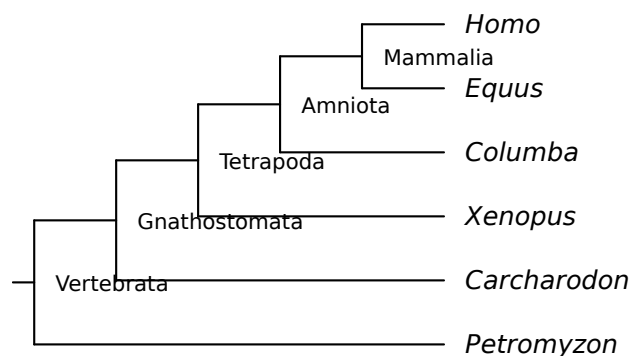 Homo
Mammalia
Equus
Amniota
Columba
Tetrapoda
Xenopus
Gnathostomata
Carcharodon
Vertebrata
Petromyzon